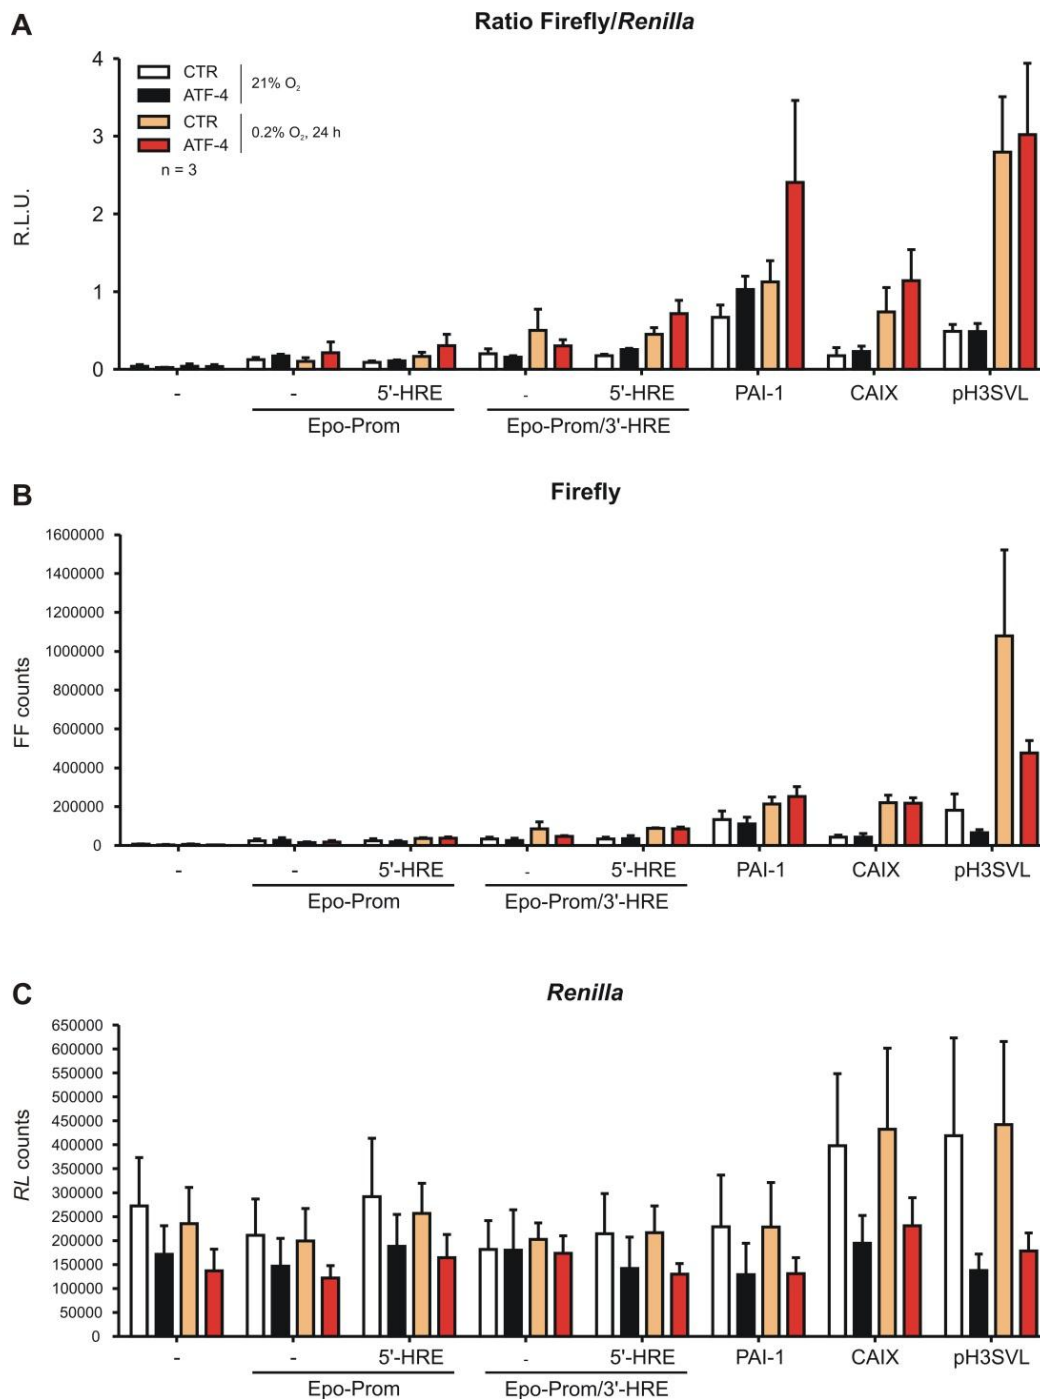 A
Ratio Firefly/Renilla
CTR
ATF-4
21% O₂
CTR
ATF-4
0.2% O₂, 24 h
n = 3
R.L.U.
4
3
2
1
0
- - 5'-HRE - 5'-HRE PAI-1 CAIX pH3SVL
Epo-Prom Epo-Prom/3'-HRE
B
Firefly
FF counts
1600000
1400000
1200000
1000000
800000
600000
400000
200000
0
- - 5'-HRE - 5'-HRE PAI-1 CAIX pH3SVL
Epo-Prom Epo-Prom/3'-HRE
C
Renilla
RL counts
650000
600000
550000
500000
450000
400000
350000
300000
250000
200000
150000
100000
50000
0
- - 5'-HRE - 5'-HRE PAI-1 CAIX pH3SVL
Epo-Prom Epo-Prom/3'-HRE